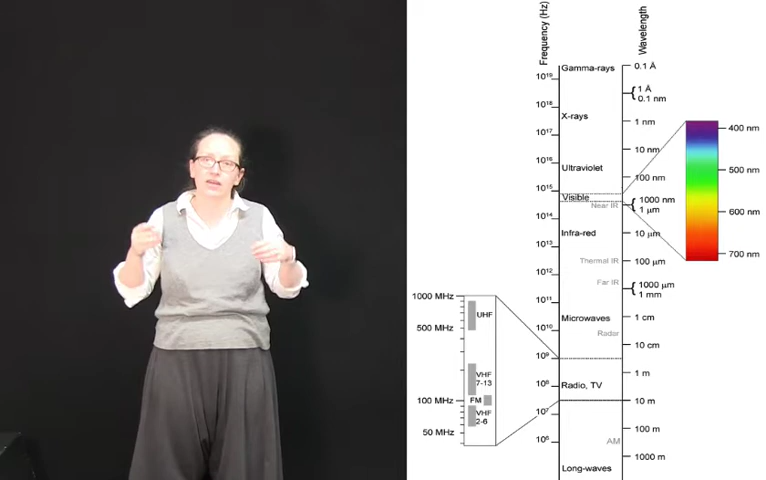 Frequency (Hz)
Wavelength
Gamma-rays
0.1 Å
10¹⁹
1 Å
0.1 nm
10¹⁸
X-rays
1 nm
400 nm
10¹⁷
10 nm
10¹⁶
Ultraviolet
500 nm
100 nm
10¹⁵
Visible
1000 nm
Near IR
1 µm
600 nm
10¹⁴
Infra-red
10 µm
10¹³
700 nm
Thermal IR
100 µm
10¹²
Far IR
1000 µm
1 mm
1000 MHz
10¹¹
UHF
Microwaves
1 cm
500 MHz
10¹⁰
Radar
10 cm
10⁹
1 m
VHF
7-13
10⁸
Radio, TV
100 MHz
FM
10 m
10⁷
VHF
2-6
100 m
50 MHz
10⁶
AM
1000 m
Long-waves